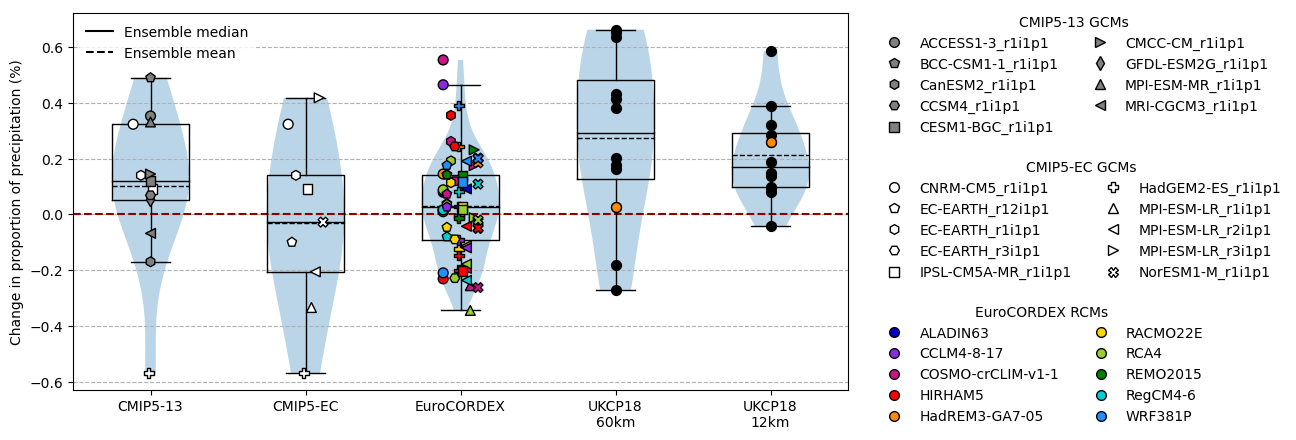 Change in proportion of precipitation (%)
0.6
0.4
0.2
0.0
−0.2
−0.4
−0.6
Ensemble median
Ensemble mean
CMIP5-13
CMIP5-EC
EuroCORDEX
UKCP18
60km
UKCP18
12km
CMIP5-13 GCMs
ACCESS1-3_r1i1p1
BCC-CSM1-1_r1i1p1
CanESM2_r1i1p1
CCSM4_r1i1p1
CESM1-BGC_r1i1p1
CMCC-CM_r1i1p1
GFDL-ESM2G_r1i1p1
MPI-ESM-MR_r1i1p1
MRI-CGCM3_r1i1p1
CMIP5-EC GCMs
CNRM-CM5_r1i1p1
EC-EARTH_r12i1p1
EC-EARTH_r1i1p1
EC-EARTH_r3i1p1
IPSL-CM5A-MR_r1i1p1
HadGEM2-ES_r1i1p1
MPI-ESM-LR_r1i1p1
MPI-ESM-LR_r2i1p1
MPI-ESM-LR_r3i1p1
NorESM1-M_r1i1p1
EuroCORDEX RCMs
ALADIN63
CCLM4-8-17
COSMO-crCLIM-v1-1
HIRHAM5
HadREM3-GA7-05
RACMO22E
RCA4
REMO2015
RegCM4-6
WRF381P